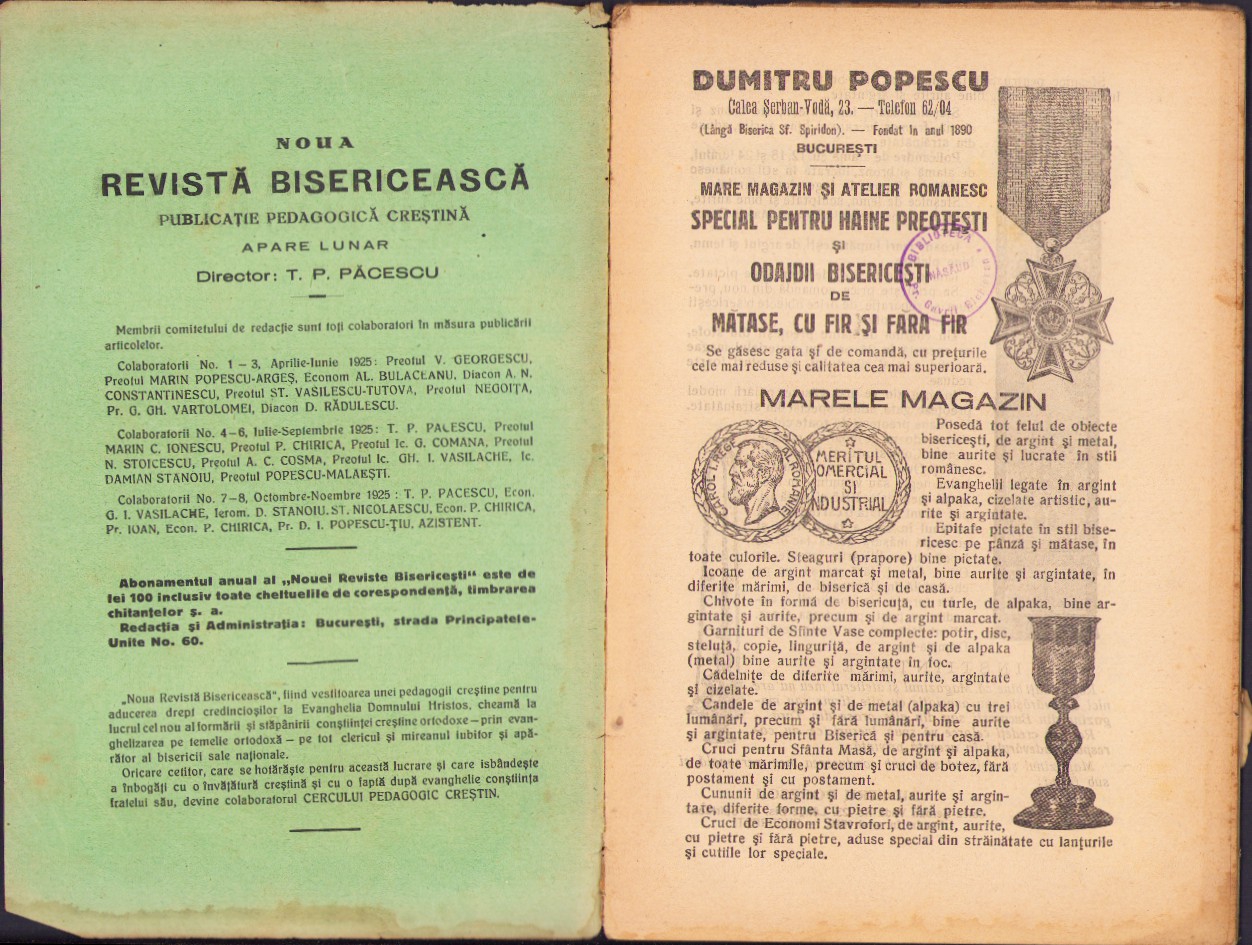 NOUA
REVISTĂ BISERICEASCĂ
PUBLICAȚIE PEDAGOGICĂ CREȘTINĂ
APARE LUNAR
Director: T. P. PĂCESCU
Membrii comitetului de redacție sunt toți colaboratori în măsura publicării
articolelor.
Colaboratorii No. 1 – 3, Aprilie-Iunie 1925: Preotul V. GEORGESCU,
Preotul MARIN POPESCU-ARGEȘ, Econom AL. BULACEANU, Diacon A. N.
CONSTANTINESCU, Preotul ST. VASILESCU-TUTOVA, Preotul NEGOIȚA,
Pr. G. GH. VARTOLOMEI, Diacon D. RĂDULESCU.
Colaboratorii No. 4-6, Iulie-Septembrie 1925: T. P. PACESCU, Preotul
MARIN C. IONESCU, Preotul P. CHIRICA, Preotul Ic. G. COMANA, Preotul
N. STOICESCU, Preotul A. C. COSMA, Preotul Ic. GH. I. VASILACHE, Ic.
DAMIAN STANOIU, Preotul POPESCU-MALAEȘTI.
Colaboratorii No. 7–8, Octombre-Noembre 1925 : T. P. PACESCU, Econ.
G. I. VASILACHE, Ierom. D. STANOIU. ST. NICOLAESCU, Econ. P. CHIRICA,
Pr. IOAN, Econ. P. CHIRICA, Pr. D. I. POPESCU-ȚIU, AZISTENT.
Abonamentul anual al „Nouei Reviste Bisericești“ este de
lei 100 inclusiv toate cheltuelile de corespondență, timbrarea
chitanțelor ș. a.
Redacția și Administrația: București, strada Principatele-
Unite No. 60.
„Noua Revistă Bisericească“, fiind vestitoarea unei pedagogii creștine pentru
aducerea drept credincioșilor la Evanghelia Domnului Hristos, cheamă la
lucrul cel nou al formării și stăpânirii conștiinței creștine ortodoxe – prin evan-
ghelizarea pe temelie ortodoxă – pe tot clericul și mireanul iubitor și apă-
rător al bisericii sale naționale.
Oricare cetitor, care se hotărăște pentru această lucrare și care isbândește
a înbogăți cu o învățătură creștină și cu o faptă după evanghelie conștiința
fratelui său, devine colaboratorul CERCULUI PEDAGOGIC CREȘTIN.
DUMITRU POPESCU
Calea Șerban-Vodă, 23. — Telefon 62/04
(Lângă Biserica Sf. Spiridon). — Fondat în anul 1890
BUCUREȘTI
MARE MAGAZIN ȘI ATELIER ROMANESC
SPECIAL PENTRU HAINE PREOȚEȘTI
ȘI
ODAJDII BISERICEȘTI
DE
MĂTASE, CU FIR ȘI FARA FIR
BIBLIOTECA
NĂSĂUD
Se găsesc gata și de comandă, cu prețurile
cele mai reduse și calitatea cea mai superioară.
MARELE MAGAZIN
CAROL I. REGE AL ROMANIEI
MERITUL
COMERCIAL
ȘI
INDUSTRIAL
Posedă tot felul de obiecte
bisericești, de argint și metal,
bine aurite și lucrate în stil
românesc.
Evanghelii legate în argint
și alpaka, cizelate artistic, au-
rite și argintate.
Epitafe pictate în stil bise-
ricesc pe pânză și mătase, în
toate culorile. Steaguri (prapore) bine pictate.
Icoane de argint marcat și metal, bine aurite și argintate, în
diferite mărimi, de biserică și de casă.
Chivote în formă de bisericuță, cu turle, de alpaka, bine ar-
gintate și aurite, precum și de argint marcat.
Garnituri de Sfinte Vase complecte: potir, disc,
steluță, copie, linguriță, de argint și de alpaka
(metal) bine aurite și argintate în foc.
Cădelnițe de diferite mărimi, aurite, argintate
și cizelate.
Candele de argint și de metal (alpaka) cu trei
lumânări, precum și fără lumânări, bine aurite
și argintate, pentru Biserică și pentru casă.
Cruci pentru Sfânta Masă, de argint și alpaka,
de toate mărimile, precum și cruci de botez, fără
postament și cu postament.
Cununii de argint și de metal, aurite și argin-
tate, diferite forme, cu pietre și fără pietre.
Cruci de Economi Stavrofori, de argint, aurite,
cu pietre și fără pietre, aduse special din străinătate cu lanțurile
și cutiile lor speciale.